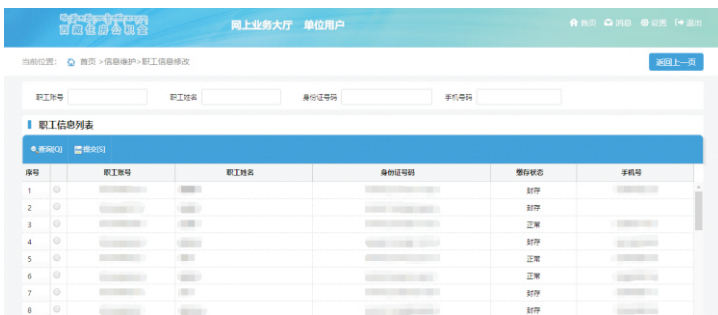 西藏住房公积金
网上业务大厅 单位用户
首页 消息 设置 退出
当前位置: 首页 >信息维护>职工信息修改
返回上一页
职工账号 职工姓名 身份证号码 手机号码
职工信息列表
查询[Q] 提交[S]
序号 职工账号 职工姓名 身份证号码 缴存状态 手机号
1 封存
2 封存
3 正常
4 封存
5 正常
6 正常
7 封存
8 封存